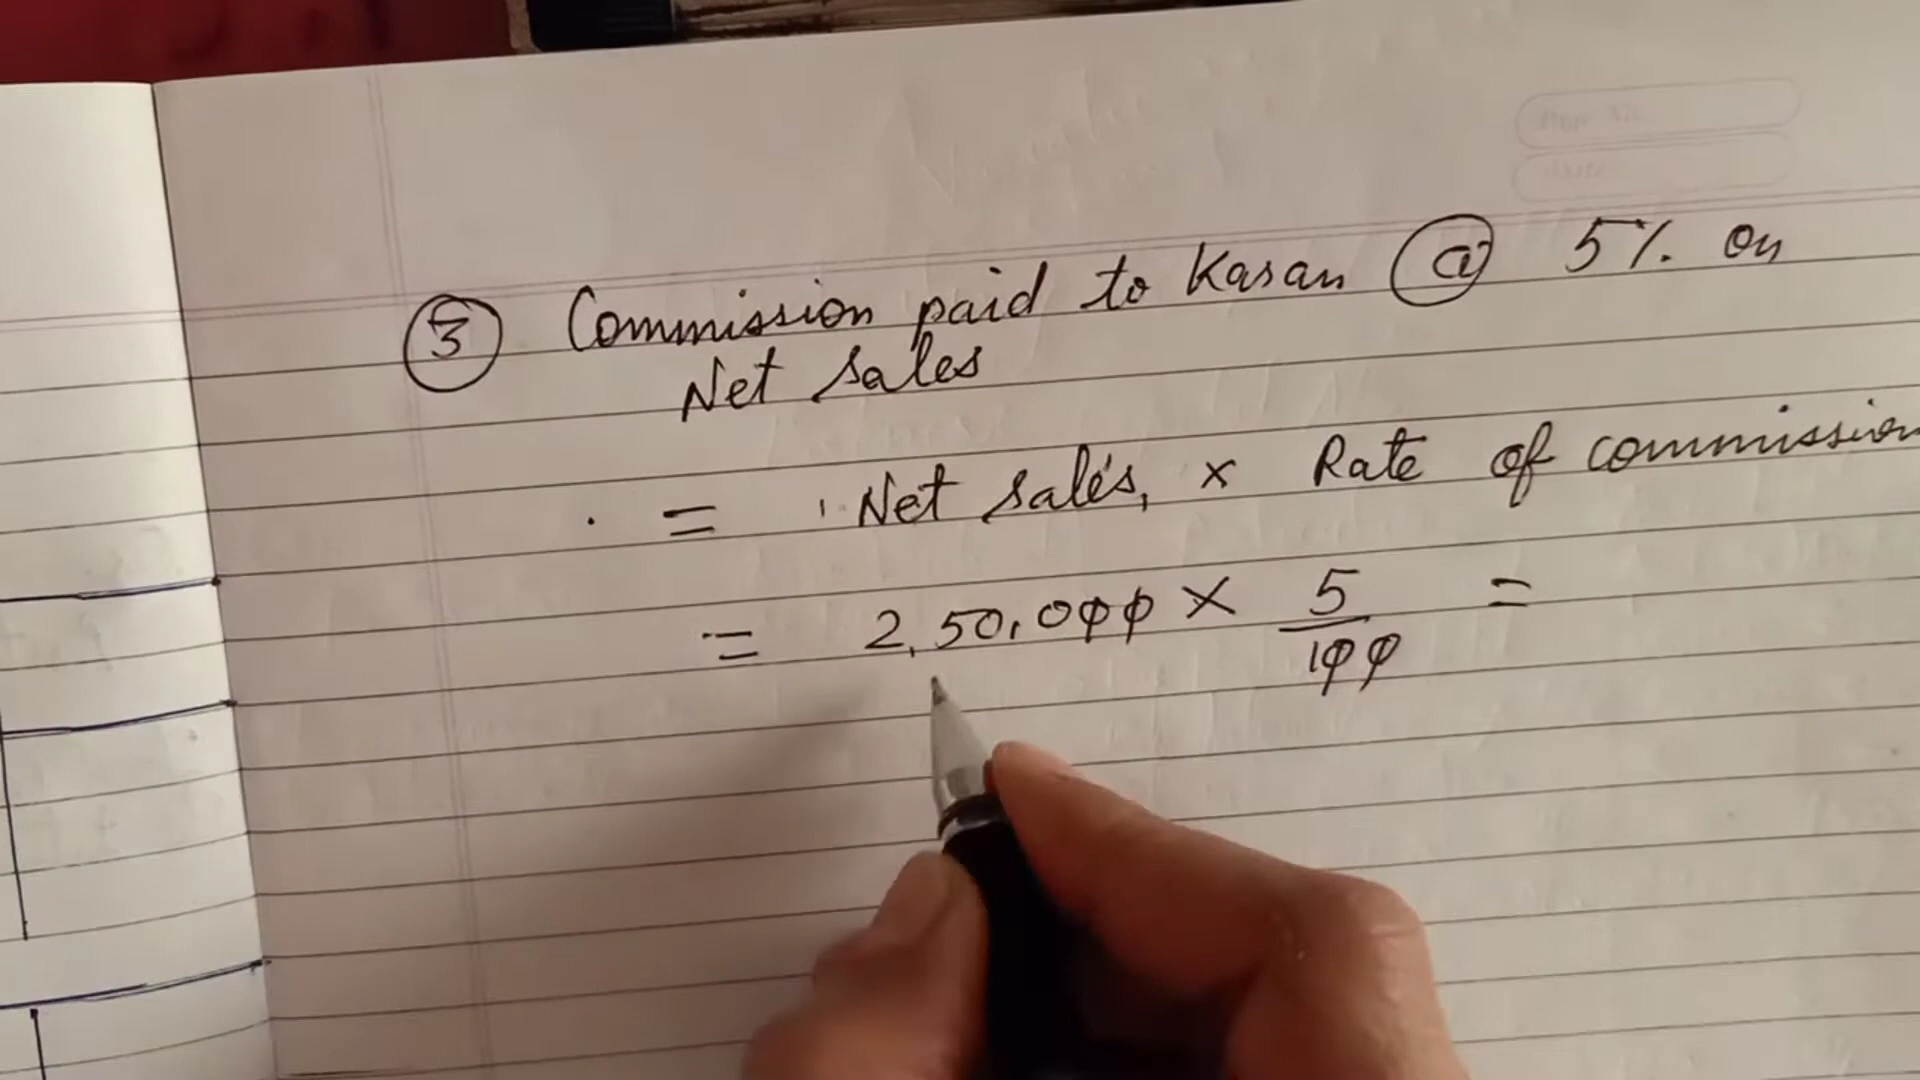 ③ Commission paid to Kasan @ 5% on
Net sales
= Net sales, × Rate of commission
= 2,50,000 × 5/100 =